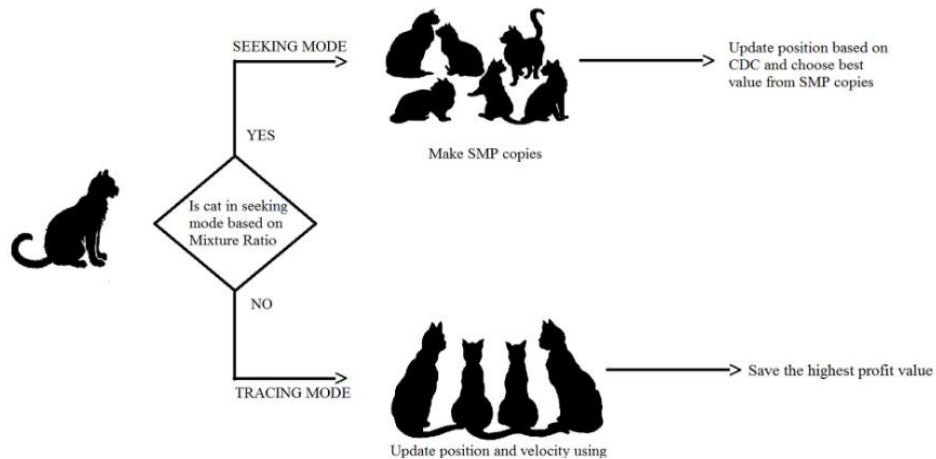 SEEKING MODE
Update position based on
CDC and choose best
value from SMP copies
YES
Make SMP copies
Is cat in seeking
mode based on
Mixture Ratio
NO
TRACING MODE
Save the highest profit value
Update position and velocity using